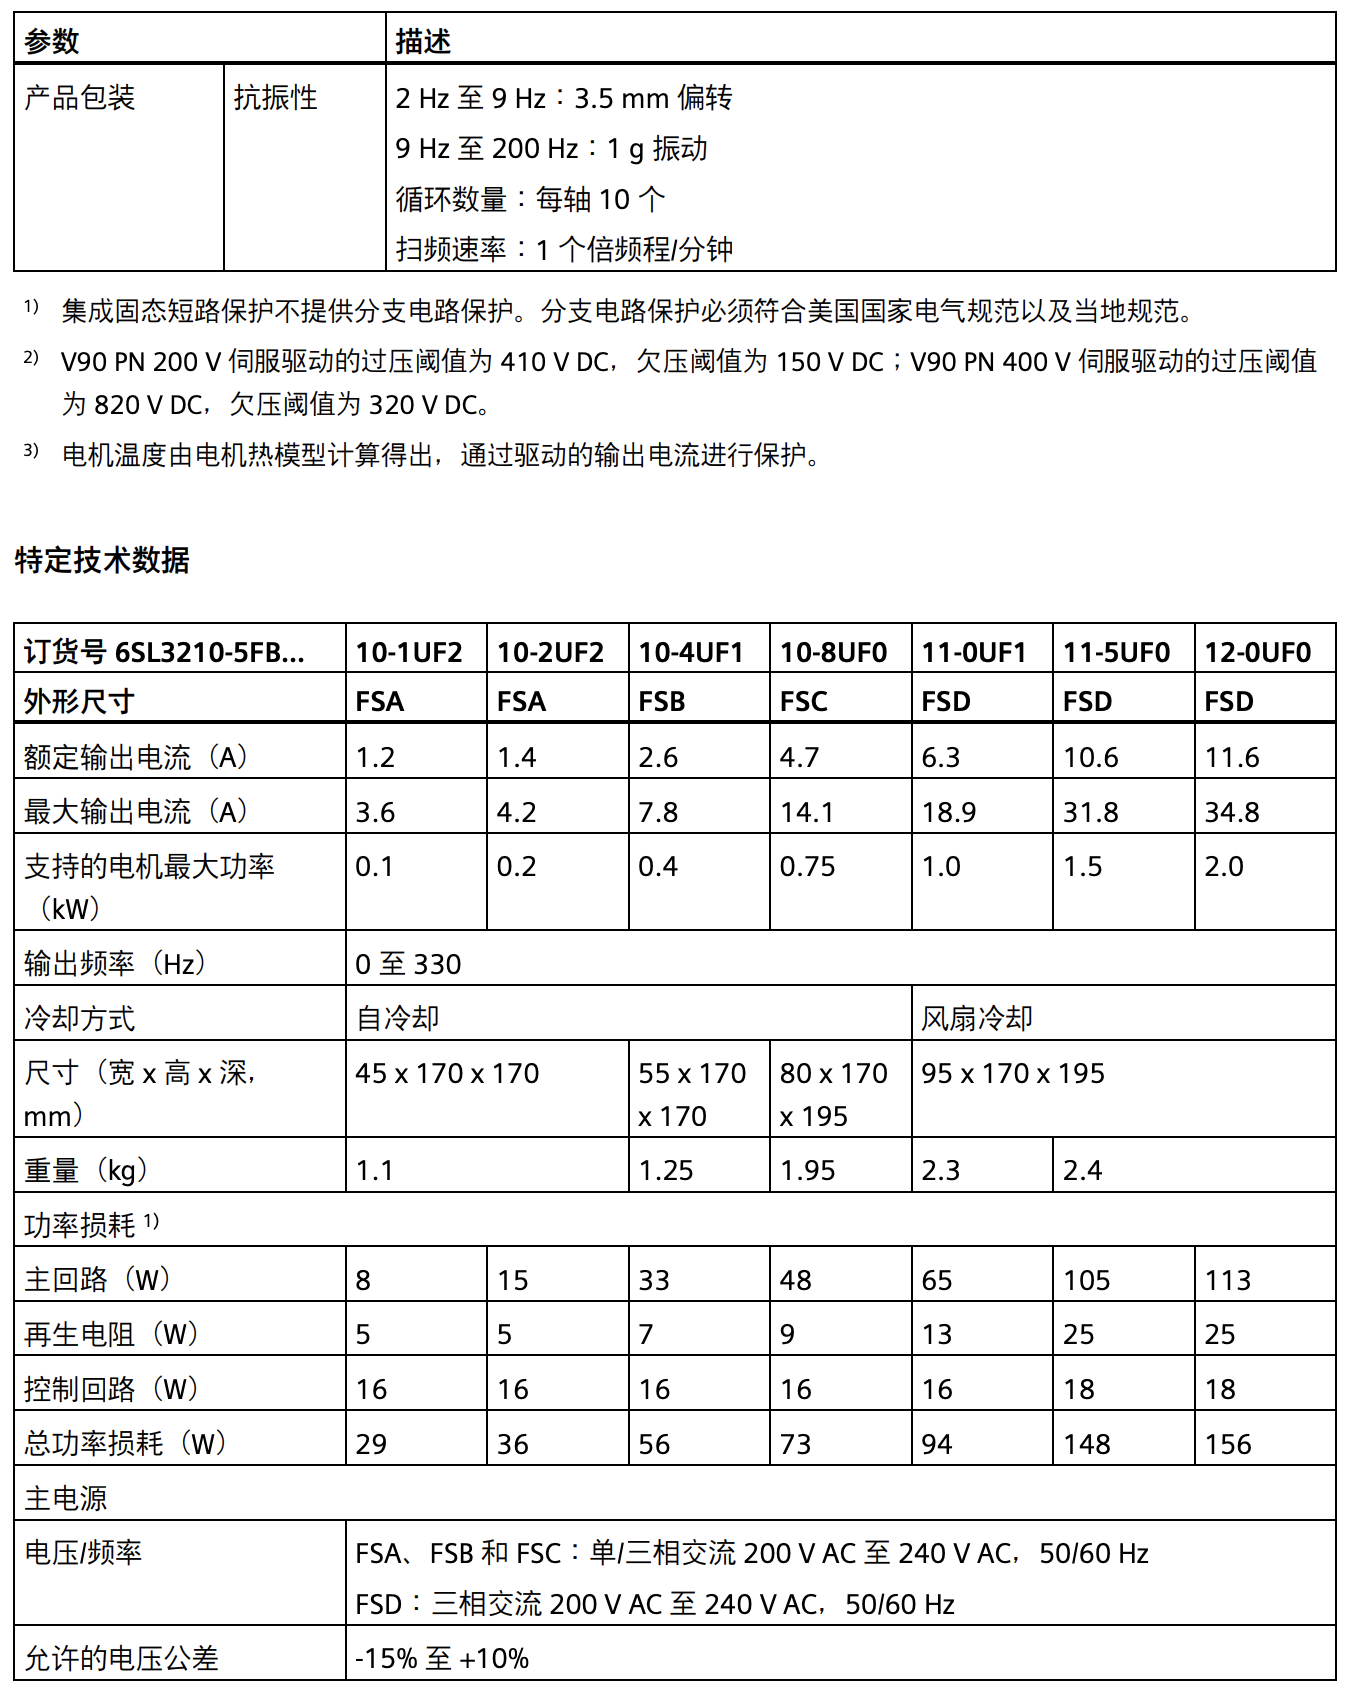 参数 描述
产品包装 抗振性 2 Hz 至 9 Hz：3.5 mm 偏转
9 Hz 至 200 Hz：1 g 振动
循环数量：每轴 10 个
扫频速率：1 个倍频程/分钟
1) 集成固态短路保护不提供分支电路保护。分支电路保护必须符合美国国家电气规范以及当地规范。
2) V90 PN 200 V 伺服驱动的过压阈值为 410 V DC，欠压阈值为 150 V DC；V90 PN 400 V 伺服驱动的过压阈值
为 820 V DC，欠压阈值为 320 V DC。
3) 电机温度由电机热模型计算得出，通过驱动的输出电流进行保护。
特定技术数据
订货号 6SL3210-5FB... 10-1UF2 10-2UF2 10-4UF1 10-8UF0 11-0UF1 11-5UF0 12-0UF0
外形尺寸 FSA FSA FSB FSC FSD FSD FSD
额定输出电流（A） 1.2 1.4 2.6 4.7 6.3 10.6 11.6
最大输出电流（A） 3.6 4.2 7.8 14.1 18.9 31.8 34.8
支持的电机最大功率 0.1 0.2 0.4 0.75 1.0 1.5 2.0
（kW）
输出频率（Hz） 0 至 330
冷却方式 自冷却 风扇冷却
尺寸（宽 x 高 x 深， 45 x 170 x 170 55 x 170 80 x 170 95 x 170 x 195
mm） x 170 x 195
重量（kg） 1.1 1.25 1.95 2.3 2.4
功率损耗 1)
主回路（W） 8 15 33 48 65 105 113
再生电阻（W） 5 5 7 9 13 25 25
控制回路（W） 16 16 16 16 16 18 18
总功率损耗（W） 29 36 56 73 94 148 156
主电源
电压/频率 FSA、FSB 和 FSC：单/三相交流 200 V AC 至 240 V AC，50/60 Hz
FSD：三相交流 200 V AC 至 240 V AC，50/60 Hz
允许的电压公差 -15% 至 +10%